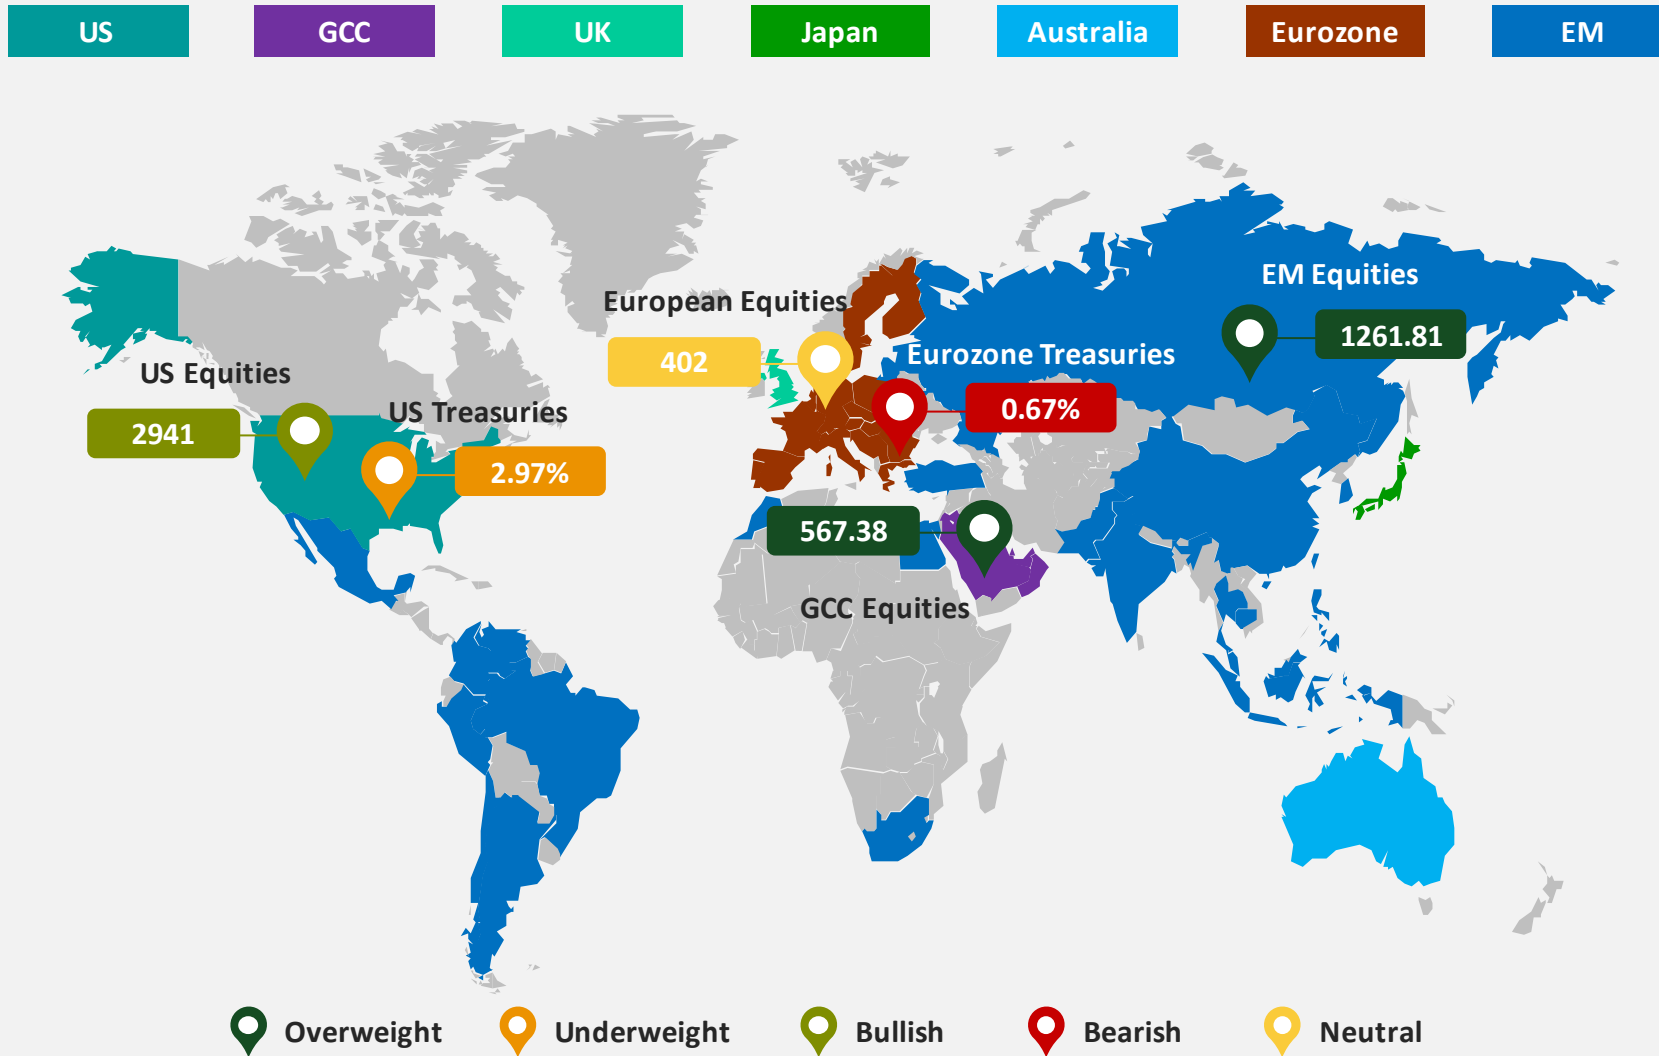 US
GCC
UK
Japan
Australia
Eurozone
EM
EM Equities
1261.81
European Equities
402
Eurozone Treasuries
0.67%
US Equities
2941
US Treasuries
2.97%
567.38
GCC Equities
Overweight
Underweight
Bullish
Bearish
Neutral